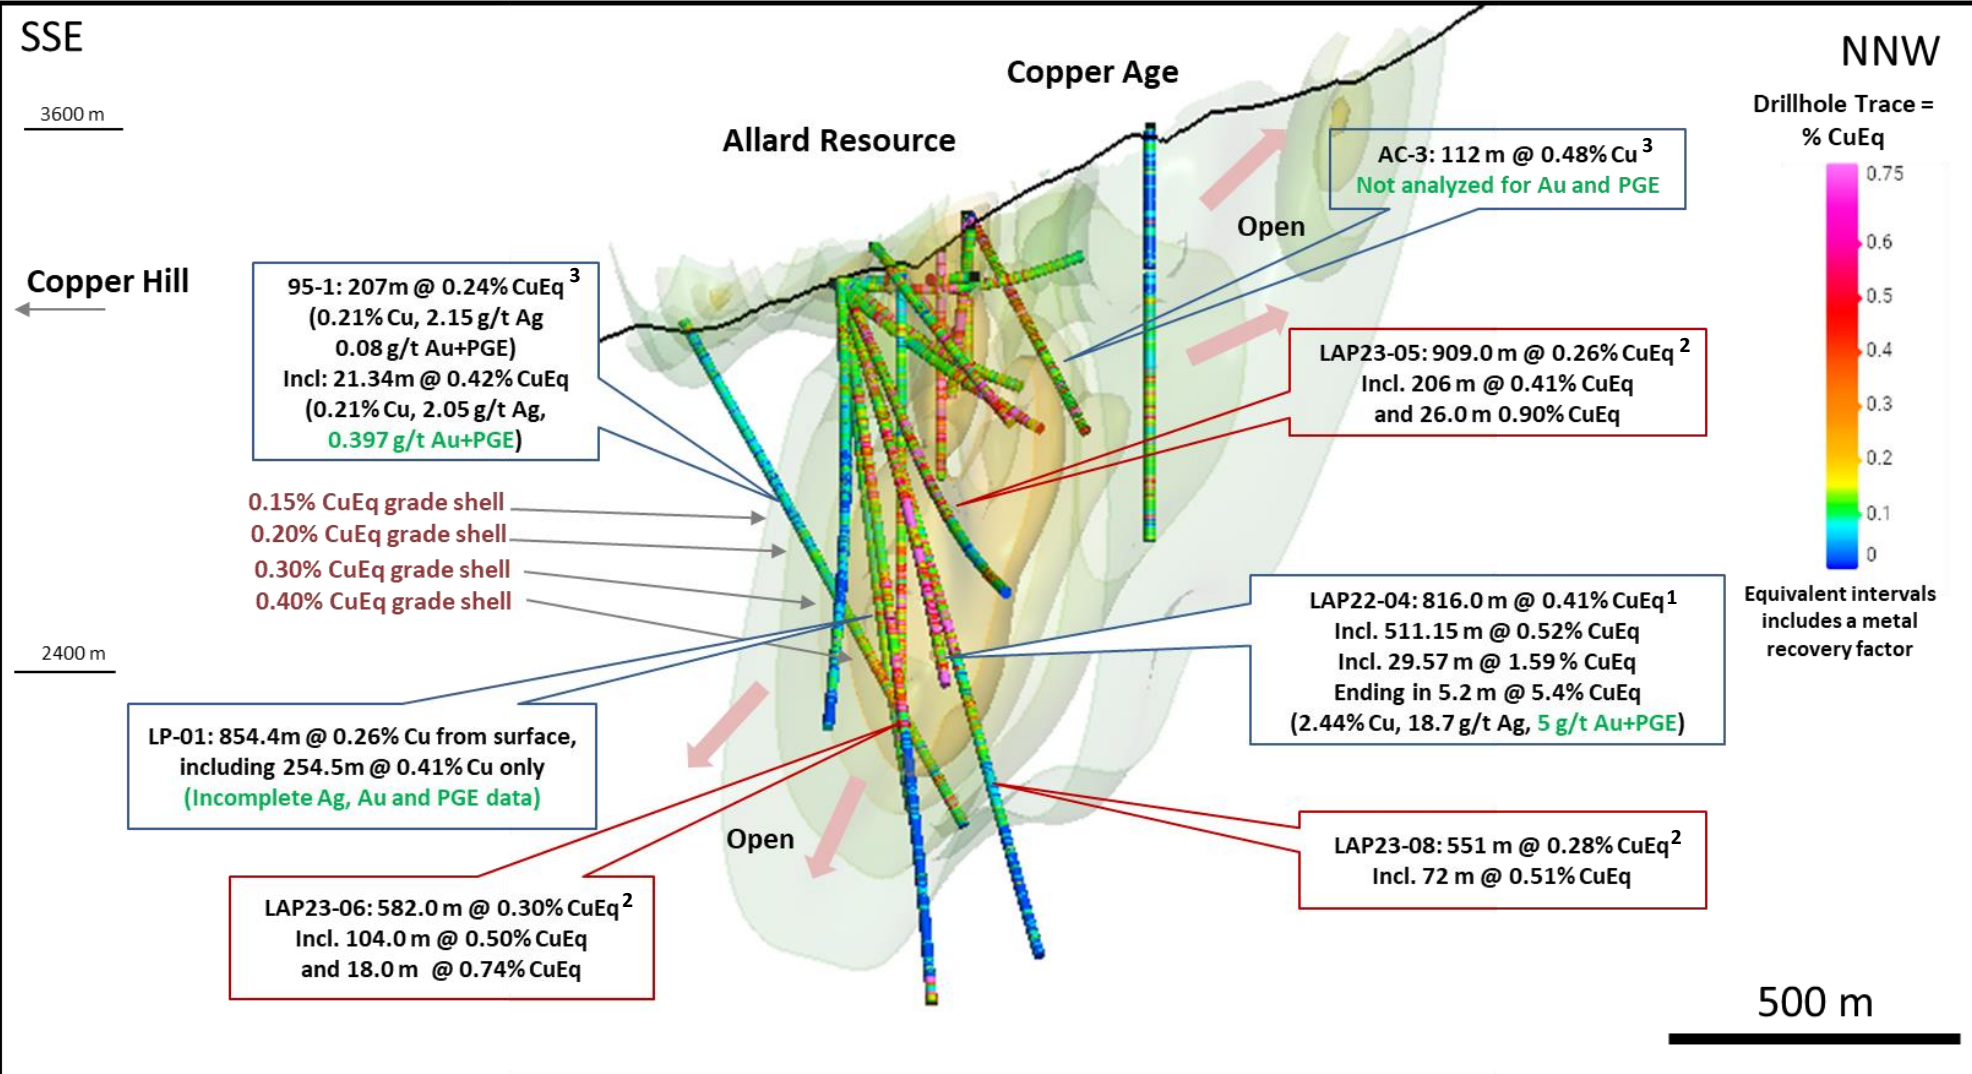 SSE
NNW
Copper Age
Allard Resource
3600 m
Copper Hill
Open
Drillhole Trace =
% CuEq
0.75
0.6
0.5
0.4
0.3
0.2
0.1
0
Equivalent intervals
includes a metal
recovery factor
AC-3: 112 m @ 0.48% Cu 3
Not analyzed for Au and PGE
95-1: 207m @ 0.24% CuEq 3
(0.21% Cu, 2.15 g/t Ag
0.08 g/t Au+PGE)
Incl: 21.34m @ 0.42% CuEq
(0.21% Cu, 2.05 g/t Ag,
0.397 g/t Au+PGE)
LAP23-05: 909.0 m @ 0.26% CuEq 2
Incl. 206 m @ 0.41% CuEq
and 26.0 m 0.90% CuEq
0.15% CuEq grade shell
0.20% CuEq grade shell
0.30% CuEq grade shell
0.40% CuEq grade shell
2400 m
LAP22-04: 816.0 m @ 0.41% CuEq1
Incl. 511.15 m @ 0.52% CuEq
Incl. 29.57 m @ 1.59 % CuEq
Ending in 5.2 m @ 5.4% CuEq
(2.44% Cu, 18.7 g/t Ag, 5 g/t Au+PGE)
LP-01: 854.4m @ 0.26% Cu from surface,
including 254.5m @ 0.41% Cu only
(Incomplete Ag, Au and PGE data)
Open
LAP23-08: 551 m @ 0.28% CuEq2
Incl. 72 m @ 0.51% CuEq
LAP23-06: 582.0 m @ 0.30% CuEq2
Incl. 104.0 m @ 0.50% CuEq
and 18.0 m @ 0.74% CuEq
500 m